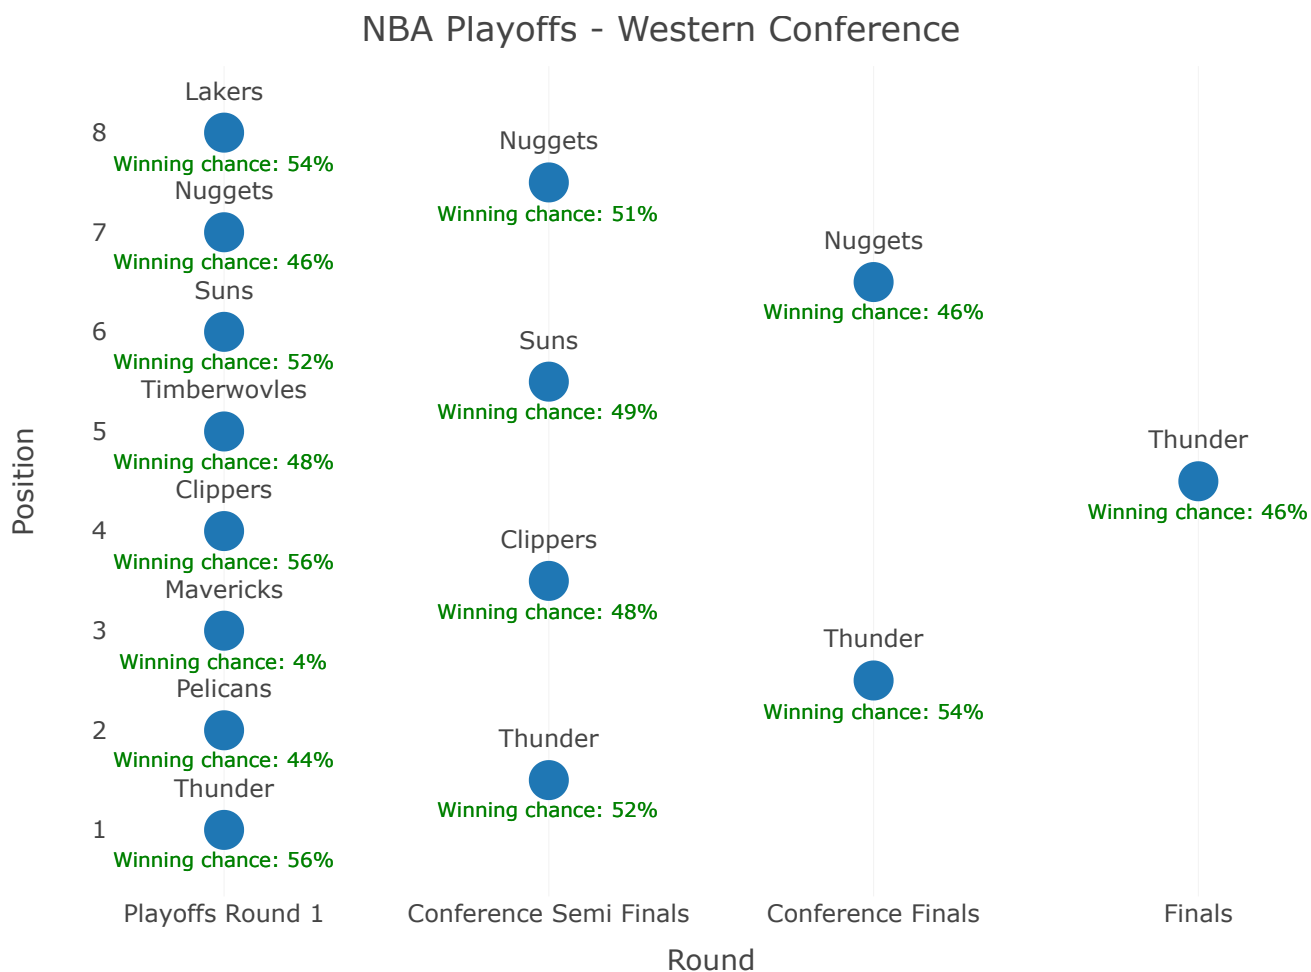 NBA Playoffs - Western Conference
Lakers
8
Winning chance: 54%
Nuggets
7
Winning chance: 46%
Suns
6
Winning chance: 52%
Timberwovles
5
Winning chance: 48%
Clippers
4
Winning chance: 56%
Mavericks
3
Winning chance: 4%
Pelicans
2
Winning chance: 44%
Thunder
1
Winning chance: 56%
Nuggets
Winning chance: 51%
Suns
Winning chance: 49%
Clippers
Winning chance: 48%
Thunder
Winning chance: 52%
Nuggets
Winning chance: 46%
Thunder
Winning chance: 54%
Thunder
Winning chance: 46%
Position
Playoffs Round 1
Conference Semi Finals
Conference Finals
Finals
Round